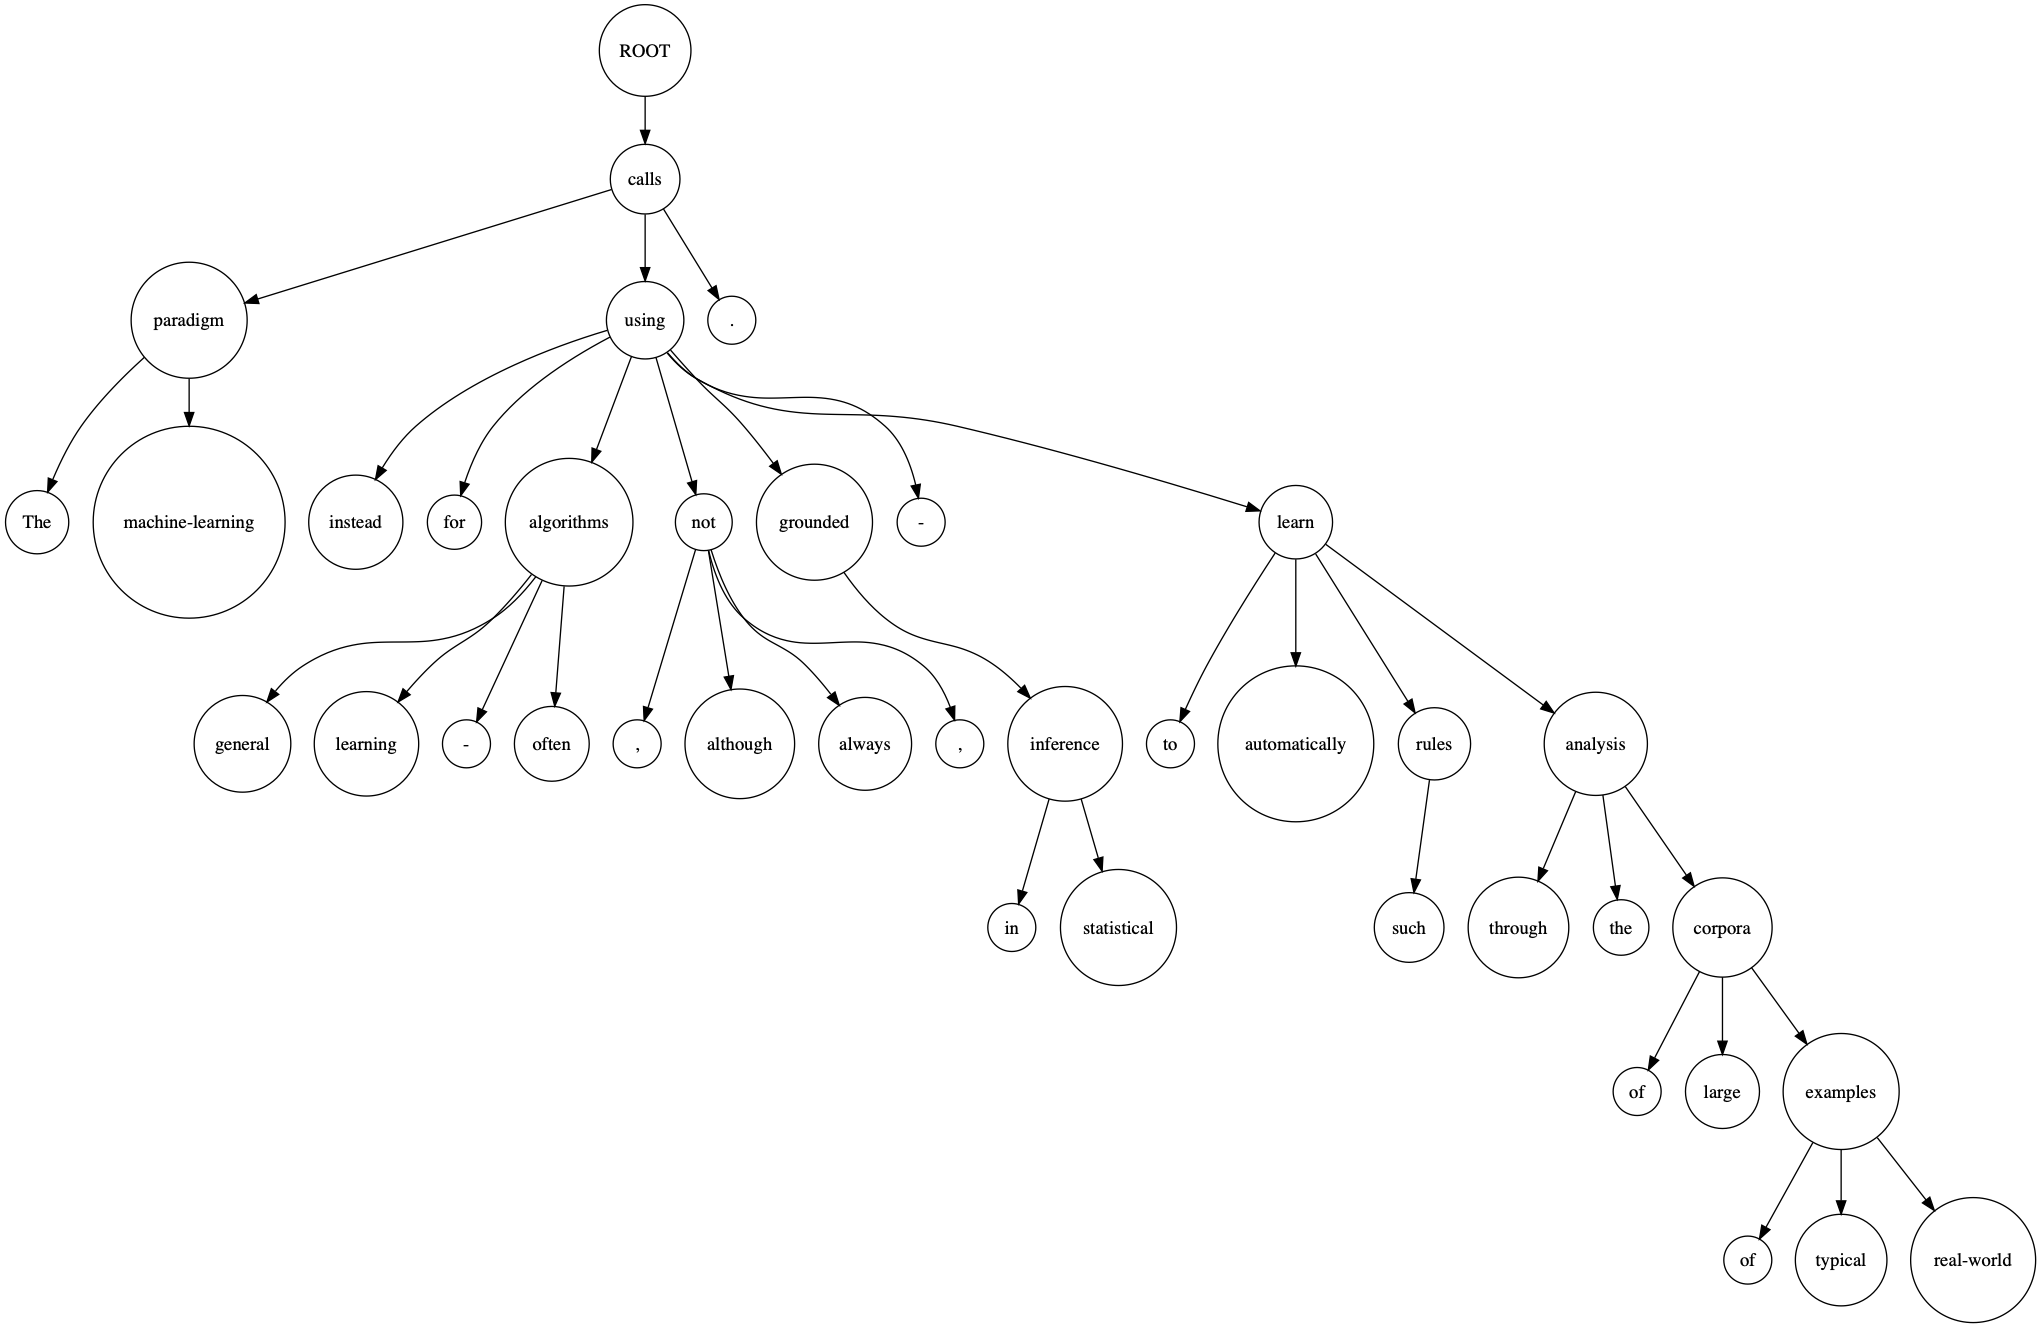 ROOT
calls
paradigm using .
The machine-learning instead for algorithms not grounded - learn
general learning - often , although always , inference to automatically rules analysis
in statistical such through the corpora
of large examples
of typical real-world